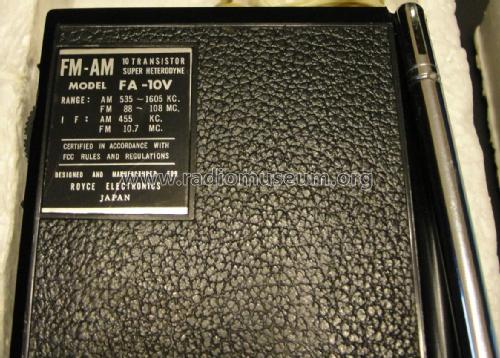 FM-AM 10 TRANSISTOR
SUPER HETERODYNE
MODEL FA-10V
RANGE: AM 535~1605 KC.
FM 88~108 MC.
I F: AM 455 KC.
FM 10.7 MC.
CERTIFIED IN ACCORDANCE WITH
FCC RULES AND REGULATIONS
DESIGNED AND MANUFACTURED FOR
ROYCE ELECTRONICS
JAPAN
www.radiomuseum.org